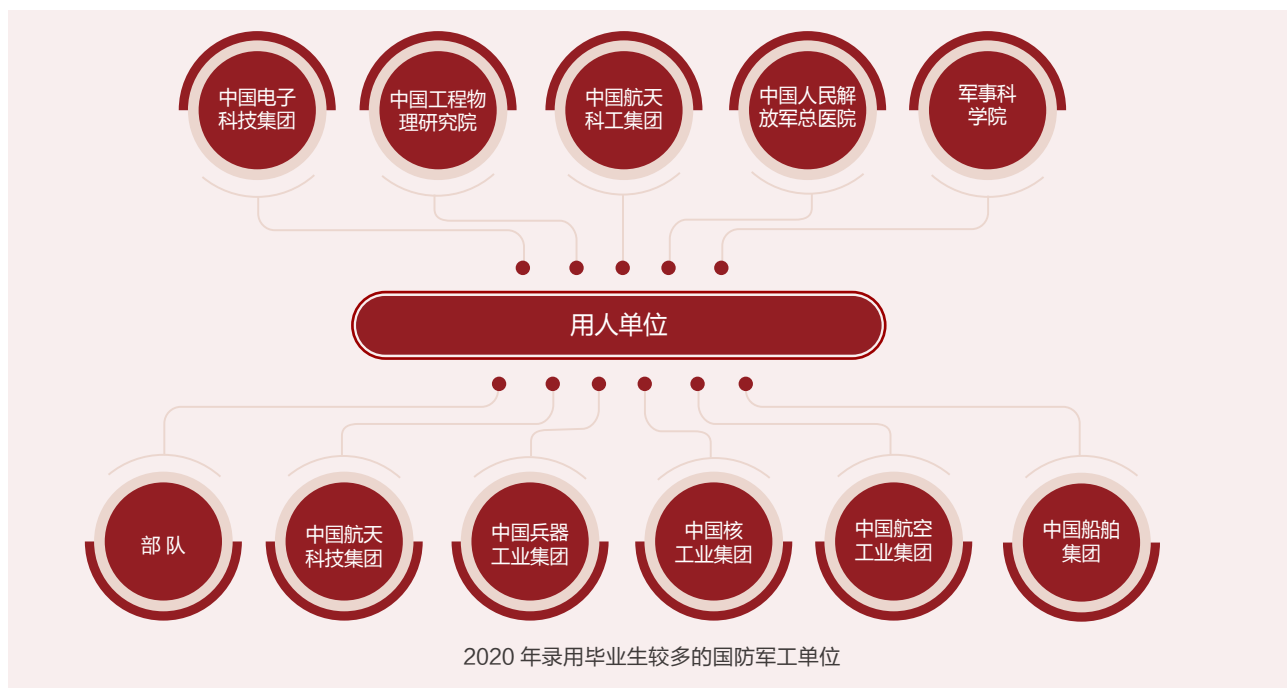 中国电子
科技集团
中国工程物
理研究院
中国航天
科工集团
中国人民解
放军总医院
军事科
学院
用人单位
部队
中国航天
科技集团
中国兵器
工业集团
中国核
工业集团
中国航空
工业集团
中国船舶
集团
2020 年录用毕业生较多的国防军工单位